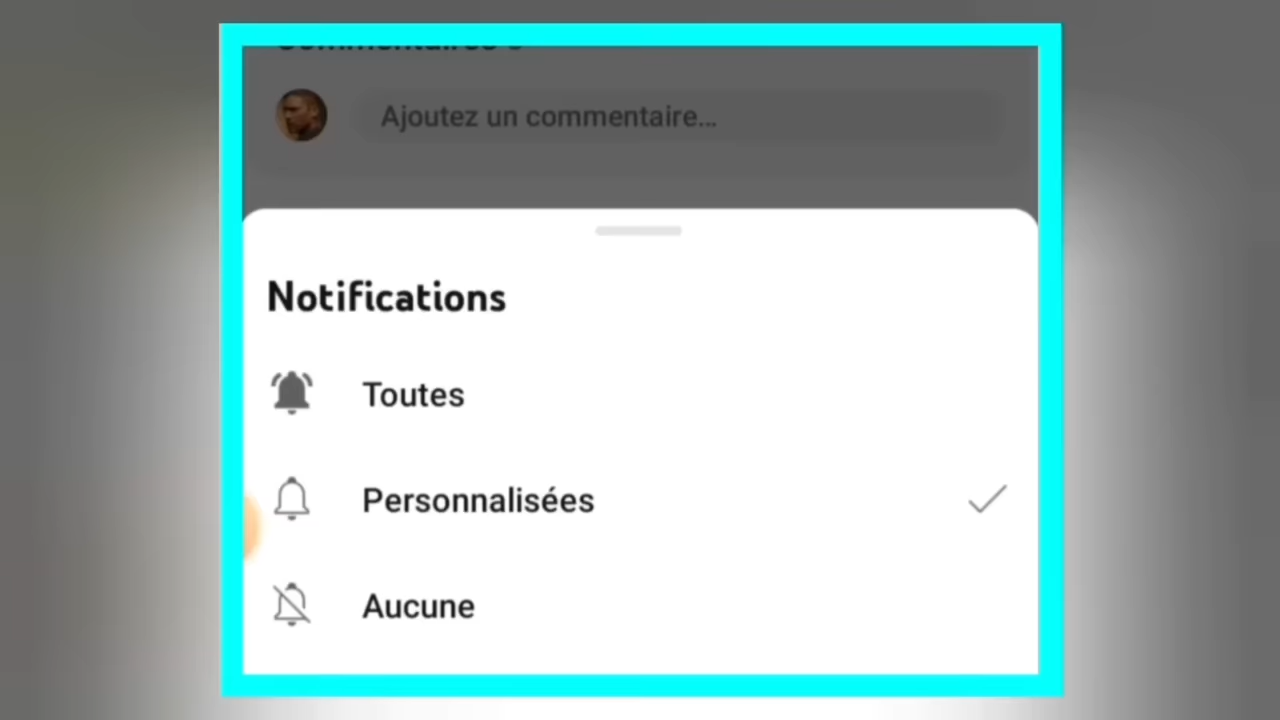 Ajoutez un commentaire...
Notifications
Toutes
Personnalisées
Aucune